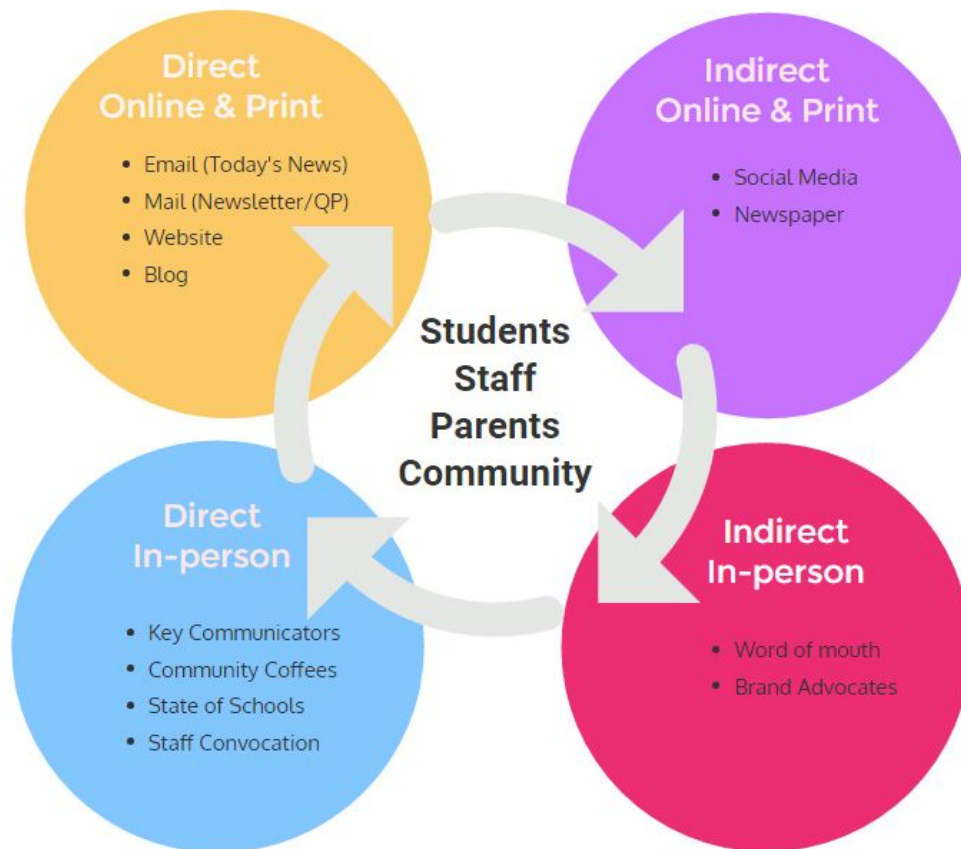 Direct
Online & Print
• Email (Today's News)
• Mail (Newsletter/QP)
• Website
• Blog
Indirect
Online & Print
• Social Media
• Newspaper
Students
Staff
Parents
Community
Direct
In-person
• Key Communicators
• Community Coffees
• State of Schools
• Staff Convocation
Indirect
In-person
• Word of mouth
• Brand Advocates